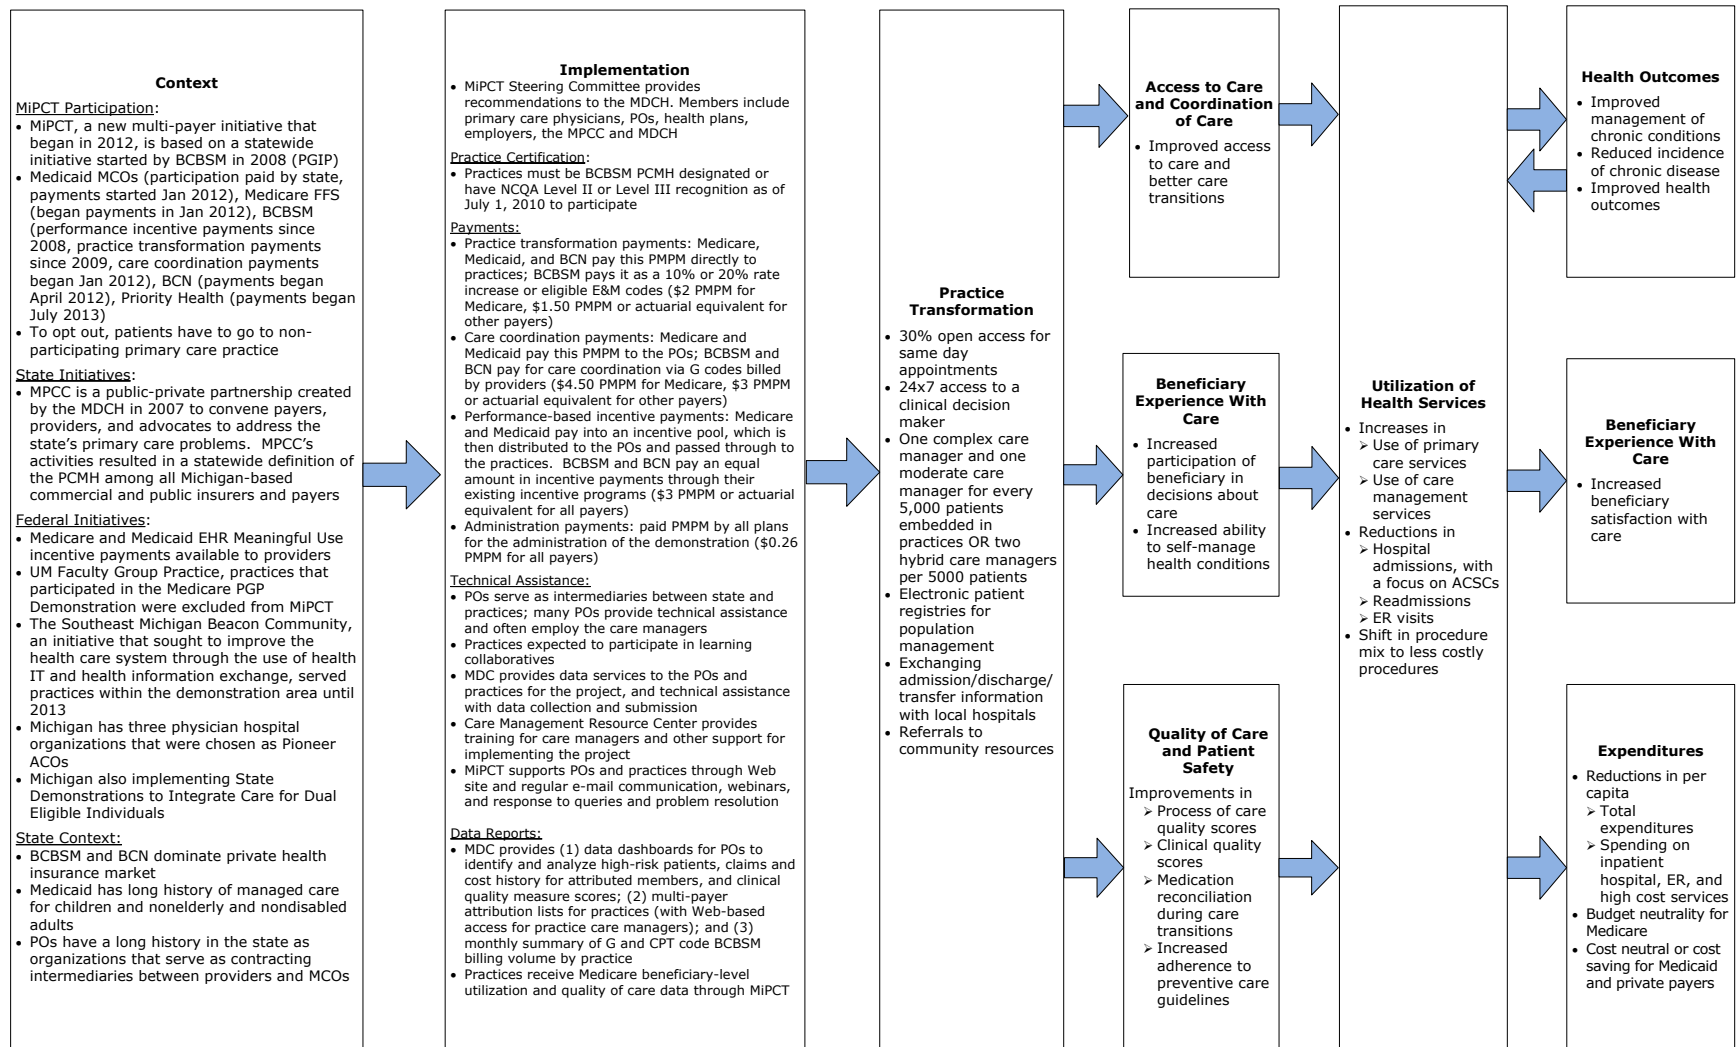 Context
MiPCT Participation:
• MiPCT, a new multi-payer initiative that
began in 2012, is based on a statewide
initiative started by BCBSM in 2008 (PGIP)
• Medicaid MCOs (participation paid by state,
payments started Jan 2012), Medicare FFS
(began payments in Jan 2012), BCBSM
(performance incentive payments since
2008, practice transformation payments
since 2009, care coordination payments
began Jan 2012), BCN (payments began
April 2012), Priority Health (payments began
July 2013)
• To opt out, patients have to go to non-
participating primary care practice
State Initiatives:
• MPCC is a public-private partnership created
by the MDCH in 2007 to convene payers,
providers, and advocates to address the
state's primary care problems.  MPCC's
activities resulted in a statewide definition of
the PCMH among all Michigan-based
commercial and public insurers and payers
Federal Initiatives:
• Medicare and Medicaid EHR Meaningful Use
incentive payments available to providers
• UM Faculty Group Practice, practices that
participated in the Medicare PGP
Demonstration were excluded from MiPCT
• The Southeast Michigan Beacon Community,
an initiative that sought to improve the
health care system through the use of health
IT and health information exchange, served
practices within the demonstration area until
2013
• Michigan has three physician hospital
organizations that were chosen as Pioneer
ACOs
• Michigan also implementing State
Demonstrations to Integrate Care for Dual
Eligible Individuals
State Context:
• BCBSM and BCN dominate private health
insurance market
• Medicaid has long history of managed care
for children and nonelderly and nondisabled
adults
• POs have a long history in the state as
organizations that serve as contracting
intermediaries between providers and MCOs
Implementation
• MiPCT Steering Committee provides
recommendations to the MDCH. Members include
primary care physicians, POs, health plans,
employers, the MPCC and MDCH
Practice Certification:
• Practices must be BCBSM PCMH designated or
have NCQA Level II or Level III recognition as of
July 1, 2010 to participate
Payments:
• Practice transformation payments: Medicare,
Medicaid, and BCN pay this PMPM directly to
practices; BCBSM pays it as a 10% or 20% rate
increase or eligible E&M codes ($2 PMPM for
Medicare, $1.50 PMPM or actuarial equivalent for
other payers)
• Care coordination payments: Medicare and
Medicaid pay this PMPM to the POs; BCBSM and
BCN pay for care coordination via G codes billed
by providers ($4.50 PMPM for Medicare, $3 PMPM
or actuarial equivalent for other payers)
• Performance-based incentive payments: Medicare
and Medicaid pay into an incentive pool, which is
then distributed to the POs and passed through to
the practices.  BCBSM and BCN pay an equal
amount in incentive payments through their
existing incentive programs ($3 PMPM or actuarial
equivalent for all payers)
• Administration payments: paid PMPM by all plans
for the administration of the demonstration ($0.26
PMPM for all payers)
Technical Assistance:
• POs serve as intermediaries between state and
practices; many POs provide technical assistance
and often employ the care managers
• Practices expected to participate in learning
collaboratives
• MDC provides data services to the POs and
practices for the project, and technical assistance
with data collection and submission
• Care Management Resource Center provides
training for care managers and other support for
implementing the project
• MiPCT supports POs and practices through Web
site and regular e-mail communication, webinars,
and response to queries and problem resolution
Data Reports:
• MDC provides (1) data dashboards for POs to
identify and analyze high-risk patients, claims and
cost history for attributed members, and clinical
quality measure scores; (2) multi-payer
attribution lists for practices (with Web-based
access for practice care managers); and (3)
monthly summary of G and CPT code BCBSM
billing volume by practice
• Practices receive Medicare beneficiary-level
utilization and quality of care data through MiPCT
Practice
Transformation
• 30% open access for
same day
appointments
• 24x7 access to a
clinical decision
maker
• One complex care
manager and one
moderate care
manager for every
5,000 patients
embedded in
practices OR two
hybrid care managers
per 5000 patients
• Electronic patient
registries for
population
management
• Exchanging
admission/discharge/
transfer information
with local hospitals
• Referrals to
community resources
Access to Care
and Coordination
of Care
• Improved access
to care and
better care
transitions
Beneficiary
Experience With
Care
• Increased
participation of
beneficiary in
decisions about
care
• Increased ability
to self-manage
health conditions
Quality of Care
and Patient
Safety
Improvements in
➢ Process of care
quality scores
➢ Clinical quality
scores
➢ Medication
reconciliation
during care
transitions
➢ Increased
adherence to
preventive care
guidelines
Utilization of
Health Services
• Increases in
➢ Use of primary
care services
➢ Use of care
management
services
• Reductions in
➢ Hospital
admissions, with
a focus on ACSCs
➢ Readmissions
➢ ER visits
• Shift in procedure
mix to less costly
procedures
Health Outcomes
• Improved
management of
chronic conditions
• Reduced incidence
of chronic disease
• Improved health
outcomes
Beneficiary
Experience With
Care
• Increased
beneficiary
satisfaction with
care
Expenditures
• Reductions in per
capita
➢ Total
expenditures
➢ Spending on
inpatient
hospital, ER, and
high cost services
• Budget neutrality for
Medicare
• Cost neutral or cost
saving for Medicaid
and private payers